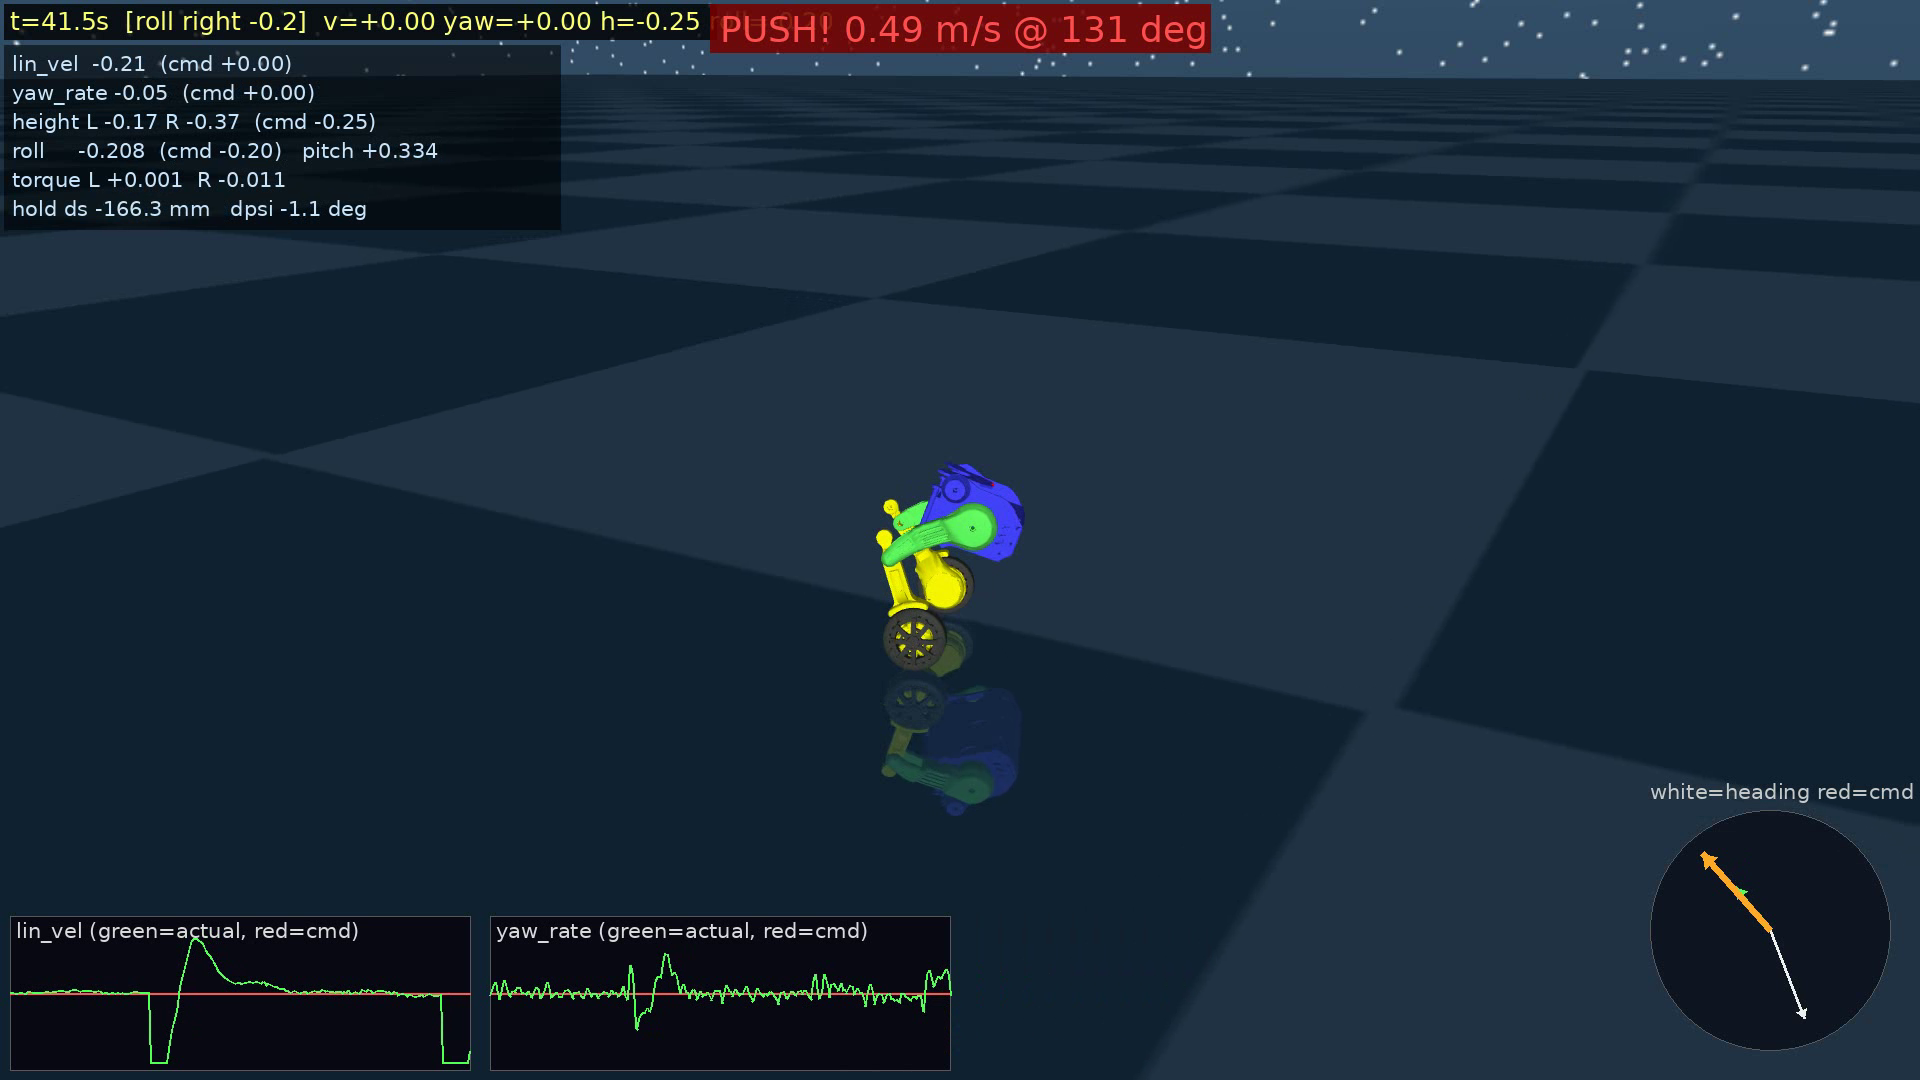 t=41.5s  [roll right -0.2]  v=+0.00 yaw=+0.00 h=-0.25
PUSH! 0.49 m/s @ 131 deg
lin_vel  -0.21  (cmd +0.00)
yaw_rate -0.05  (cmd +0.00)
height L -0.17 R -0.37  (cmd -0.25)
roll     -0.208  (cmd -0.20)   pitch +0.334
torque L +0.001  R -0.011
hold ds -166.3 mm   dpsi -1.1 deg
white=heading red=cmd
lin_vel (green=actual, red=cmd)
yaw_rate (green=actual, red=cmd)